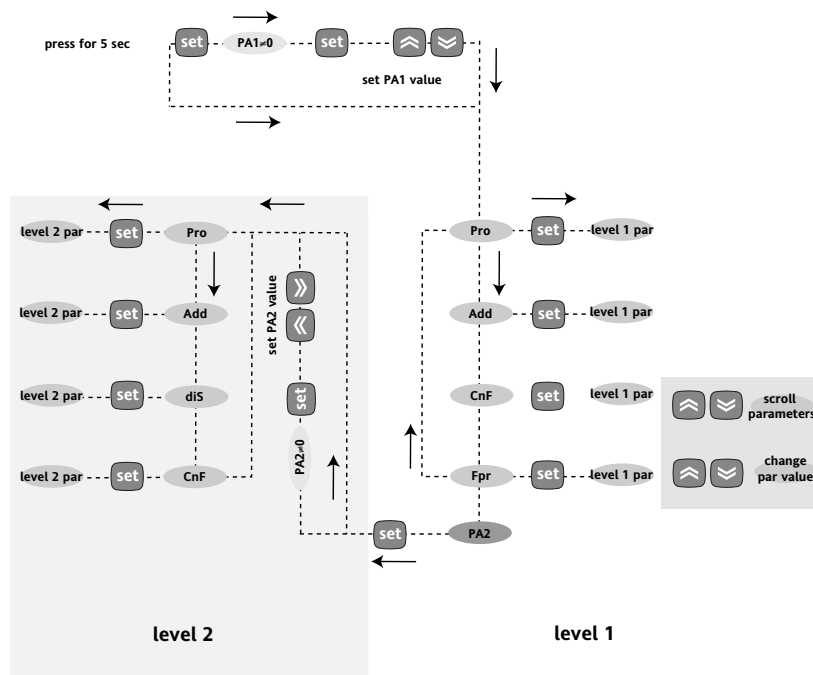 press for 5 sec
set
PA1≠0
set
set PA1 value
level 2 par
set
Pro
level 2 par
set
Add
level 2 par
set
diS
level 2 par
set
CnF
set PA2 value
set
PA2≠0
Pro
set
level 1 par
Add
set
level 1 par
CnF
set
level 1 par
Fpr
set
level 1 par
set
PA2
scroll
parameters
change
par value
level 2
level 1